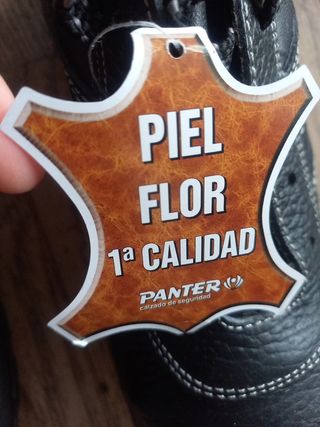 PIEL
FLOR
1ª CALIDAD
PANTER
calzado de seguridad